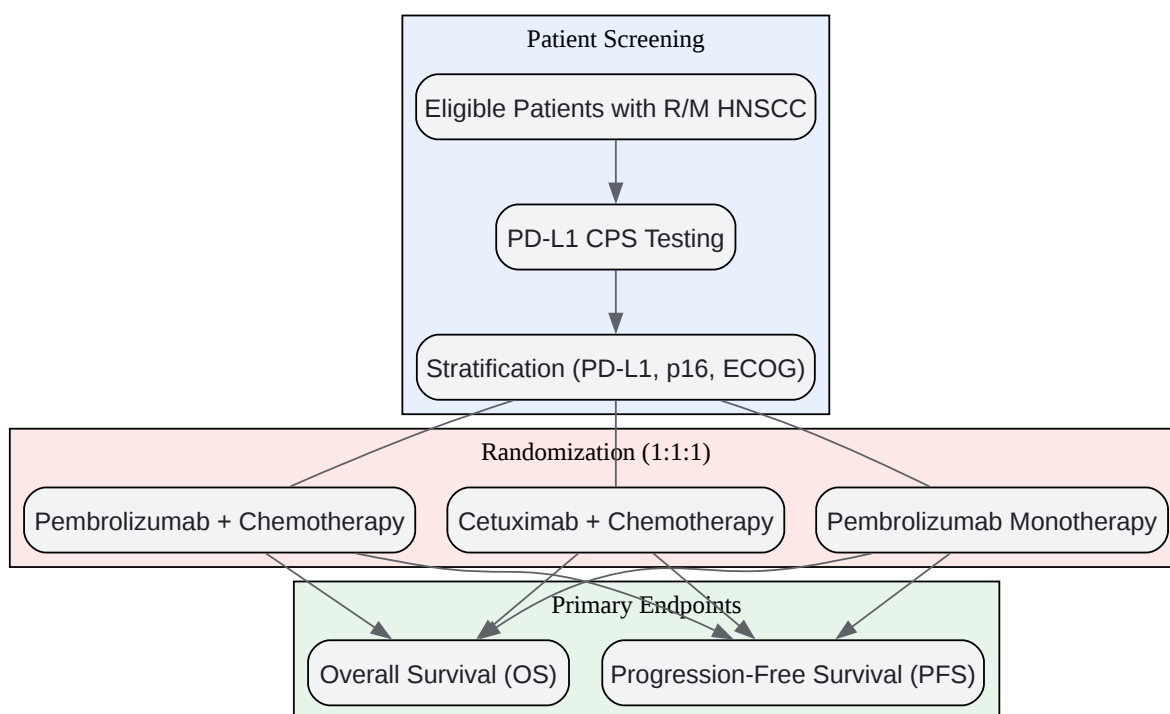 Patient Screening
Eligible Patients with R/M HNSCC
PD-L1 CPS Testing
Stratification (PD-L1, p16, ECOG)
Randomization (1:1:1)
Pembrolizumab + Chemotherapy
Cetuximab + Chemotherapy
Pembrolizumab Monotherapy
Primary Endpoints
Overall Survival (OS)
Progression-Free Survival (PFS)